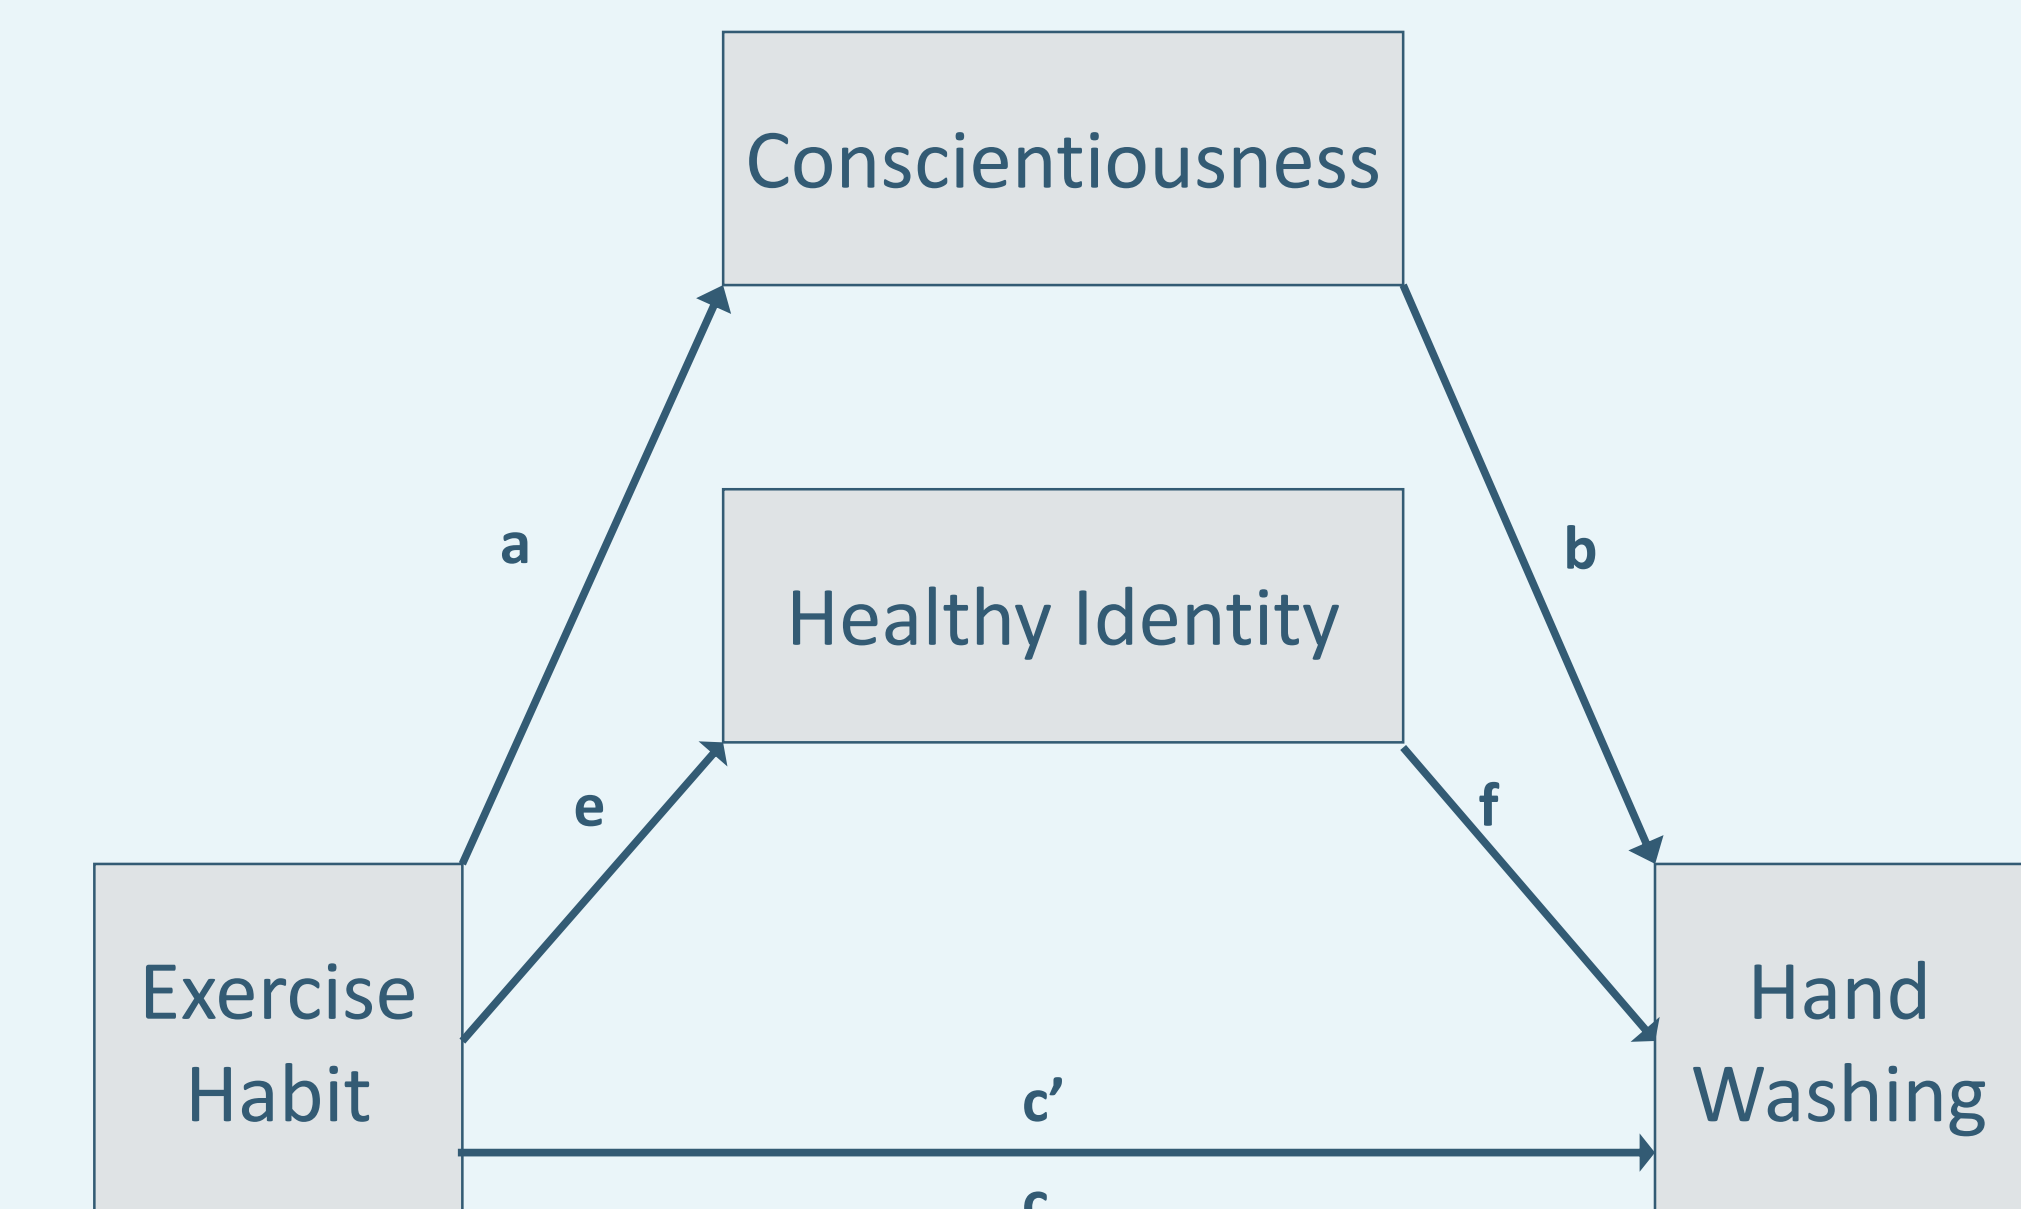 Conscientiousness
a
b
Healthy Identity
e
f
Exercise
Habit
Hand
Washing
c’
c